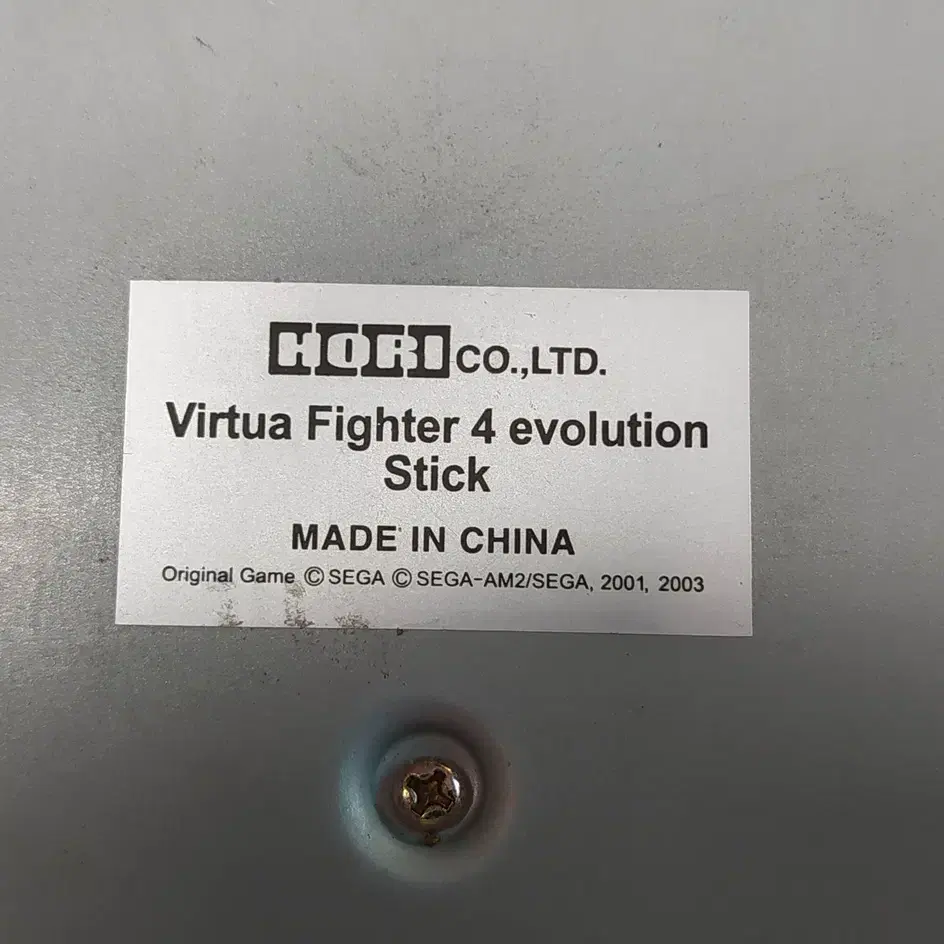 HORI CO.,LTD.
Virtua Fighter 4 evolution
Stick
MADE IN CHINA
Original Game © SEGA © SEGA-AM2/SEGA, 2001, 2003